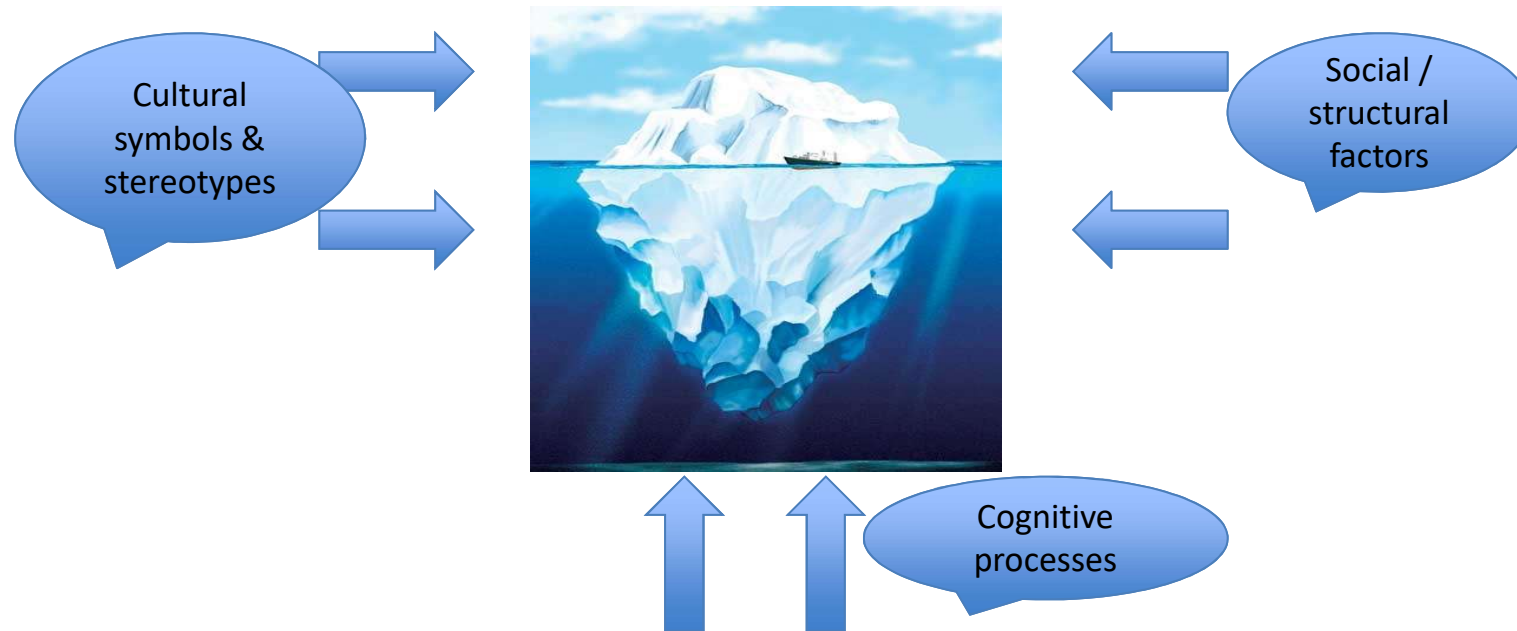 Cultural
symbols &
stereotypes
Social /
structural
factors
Cognitive
processes